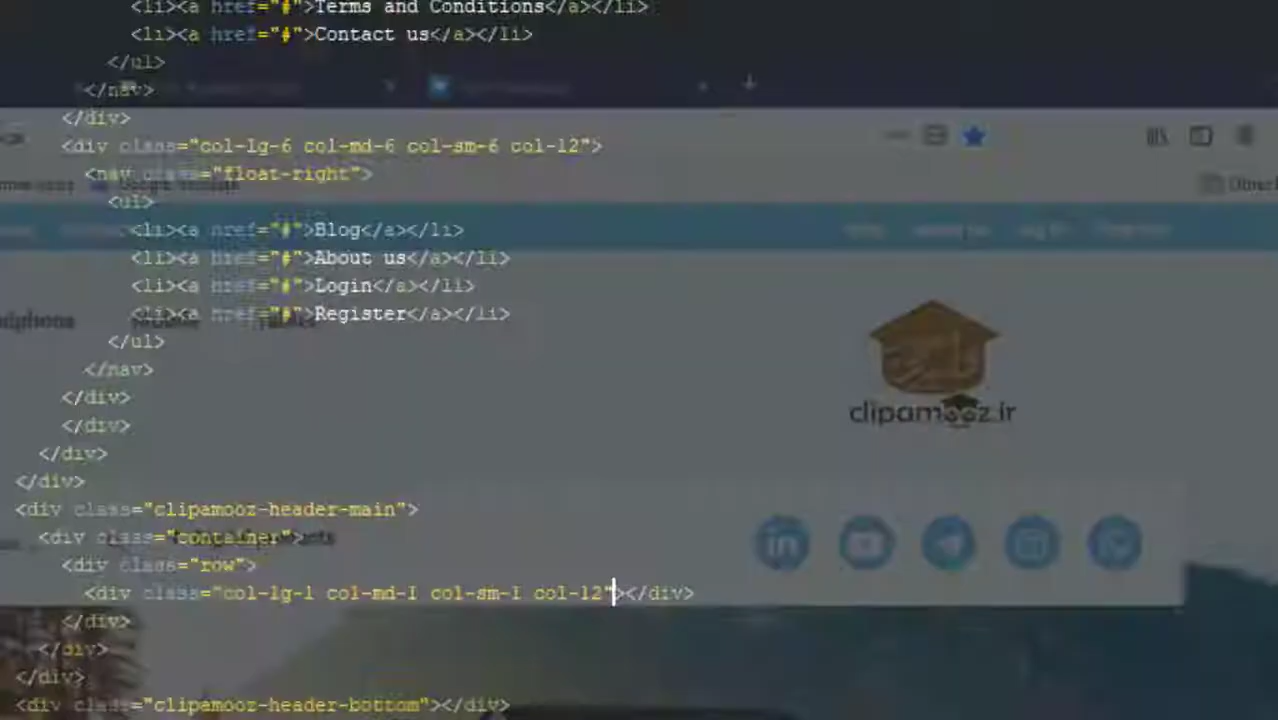 <li><a href="#">Terms and Conditions</a></li>
<li><a href="#">Contact us</a></li>
</ul>
</nav>
</div>
<div class="col-lg-6 col-md-6 col-sm-6 col-12">
<nav class="float-right">
<ul>
<li><a href="#">Blog</a></li>
<li><a href="#">About us</a></li>
<li><a href="#">Login</a></li>
<li><a href="#">Register</a></li>
</ul>
</nav>
</div>
</div>
</div>
</div>
<div class="clipamooz-header-main">
<div class="container">
<div class="row">
<div class="col-lg-1 col-md-1 col-sm-1 col-12"></div>
</div>
</div>
</div>
<div class="clipamooz-header-bottom"></div>
clipamooz.ir
in